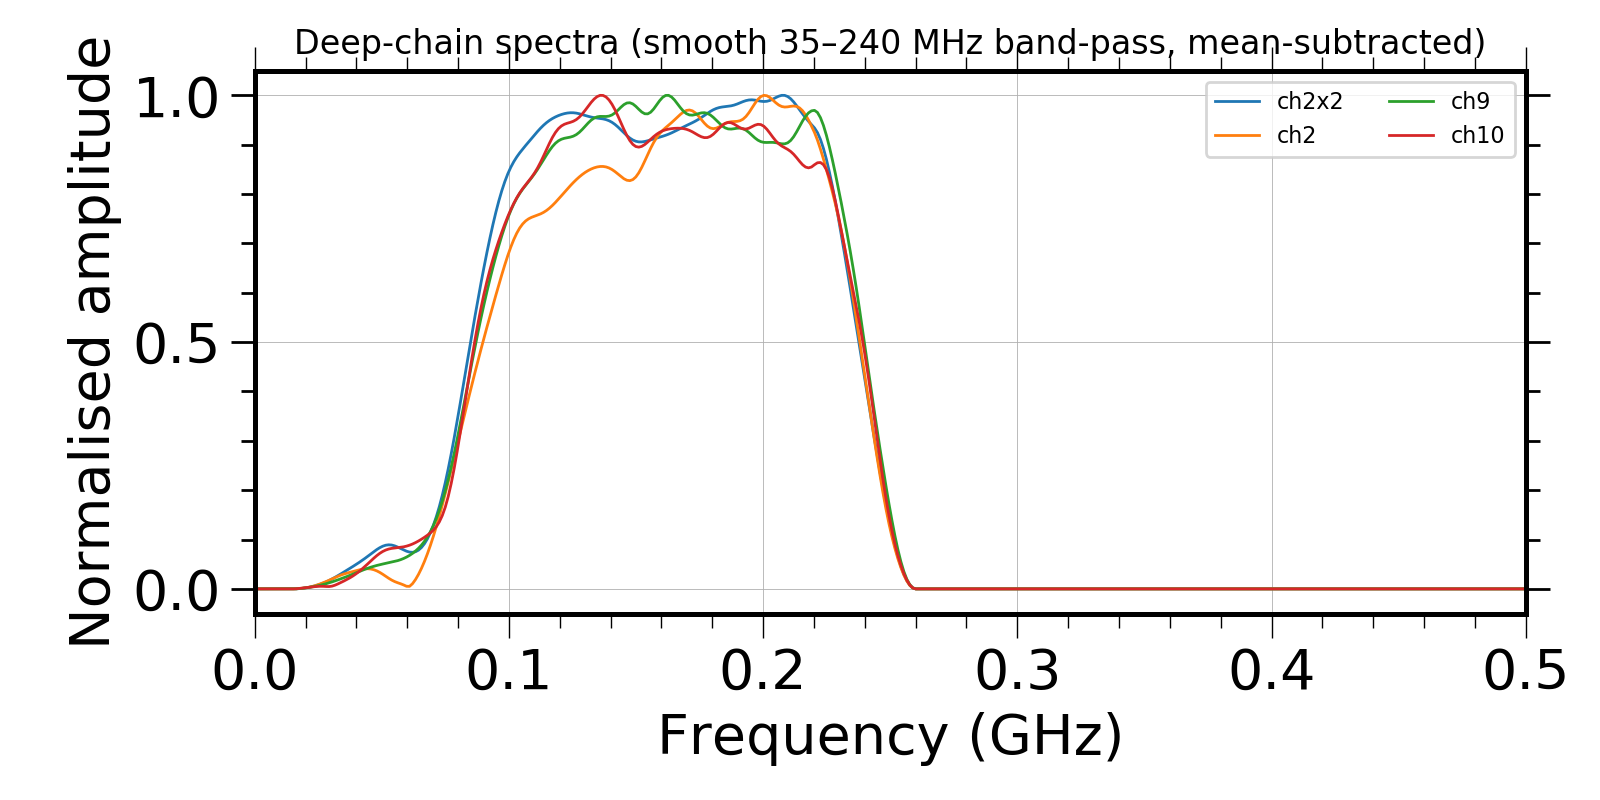 Deep-chain spectra (smooth 35–240 MHz band-pass, mean-subtracted)
Normalised amplitude
1.0
0.5
0.0
ch2x2
ch2
ch9
ch10
0.0 0.1 0.2 0.3 0.4 0.5
Frequency (GHz)